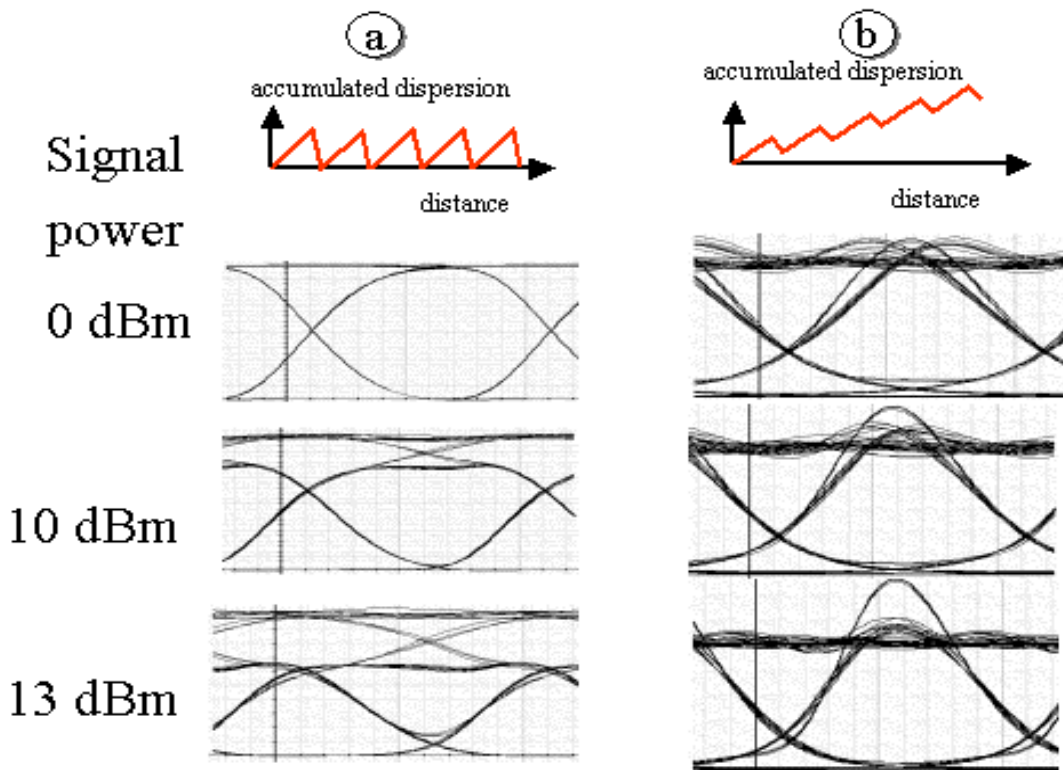 a
b
accumulated dispersion
accumulated dispersion
Signal
power
distance
distance
0 dBm
10 dBm
13 dBm